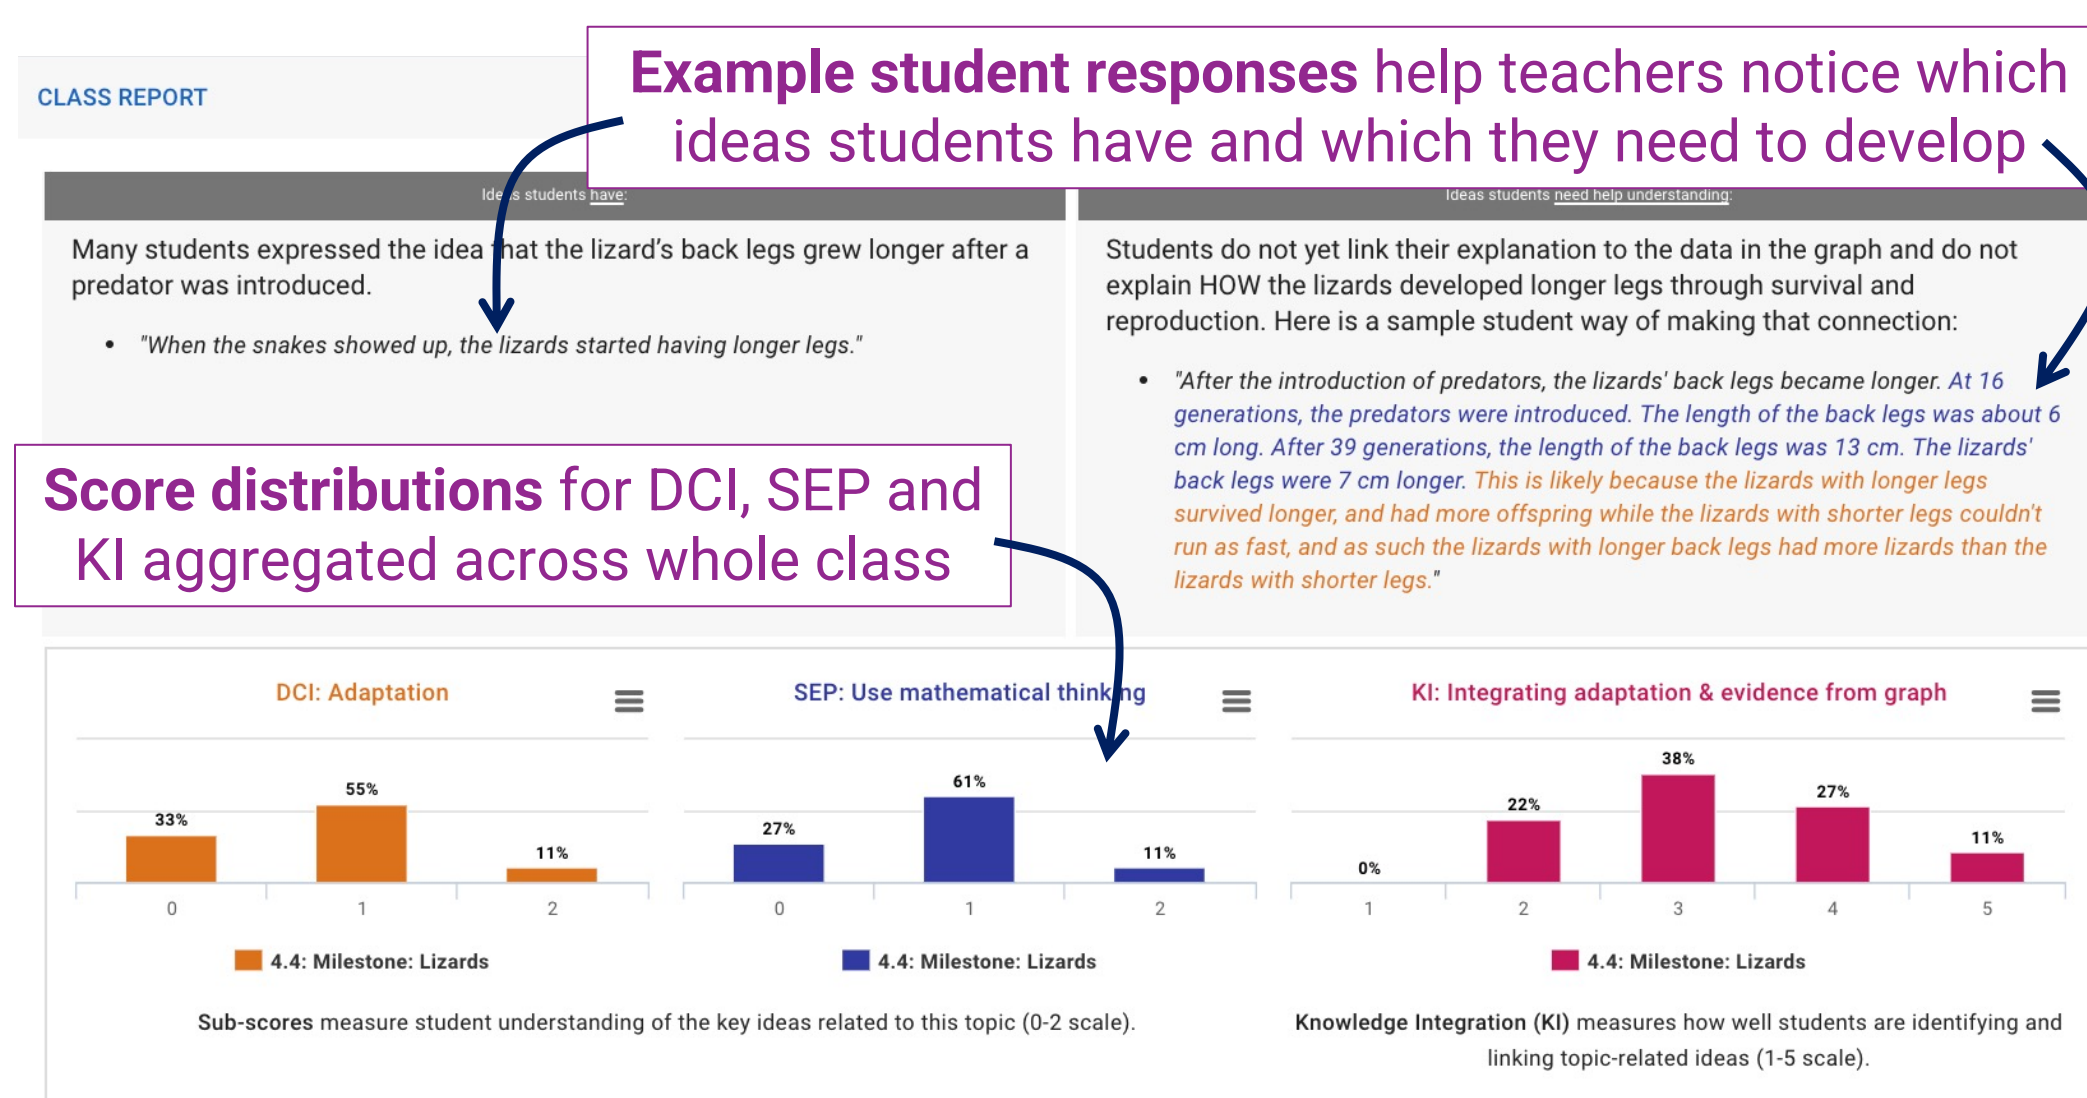 Example student responses help teachers notice which
ideas students have and which they need to develop
CLASS REPORT
Ideas students have:
Many students expressed the idea that the lizard's back legs grew longer after a
predator was introduced.
• "When the snakes showed up, the lizards started having longer legs."
Ideas students need help understanding:
Students do not yet link their explanation to the data in the graph and do not
explain HOW the lizards developed longer legs through survival and
reproduction. Here is a sample student way of making that connection:
• "After the introduction of predators, the lizards' back legs became longer. At 16
generations, the predators were introduced. The length of the back legs was about 6
cm long. After 39 generations, the length of the back legs was 13 cm. The lizards'
back legs were 7 cm longer. This is likely because the lizards with longer legs
survived longer, and had more offspring while the lizards with shorter legs couldn't
run as fast, and as such the lizards with longer back legs had more lizards than the
lizards with shorter legs."
Score distributions for DCI, SEP and
KI aggregated across whole class
DCI: Adaptation
33%
55%
11%
0 1 2
4.4: Milestone: Lizards
SEP: Use mathematical thinking
27%
61%
11%
0 1 2
4.4: Milestone: Lizards
Sub-scores measure student understanding of the key ideas related to this topic (0-2 scale).
KI: Integrating adaptation & evidence from graph
0%
22%
38%
27%
11%
1 2 3 4 5
4.4: Milestone: Lizards
Knowledge Integration (KI) measures how well students are identifying and
linking topic-related ideas (1-5 scale).